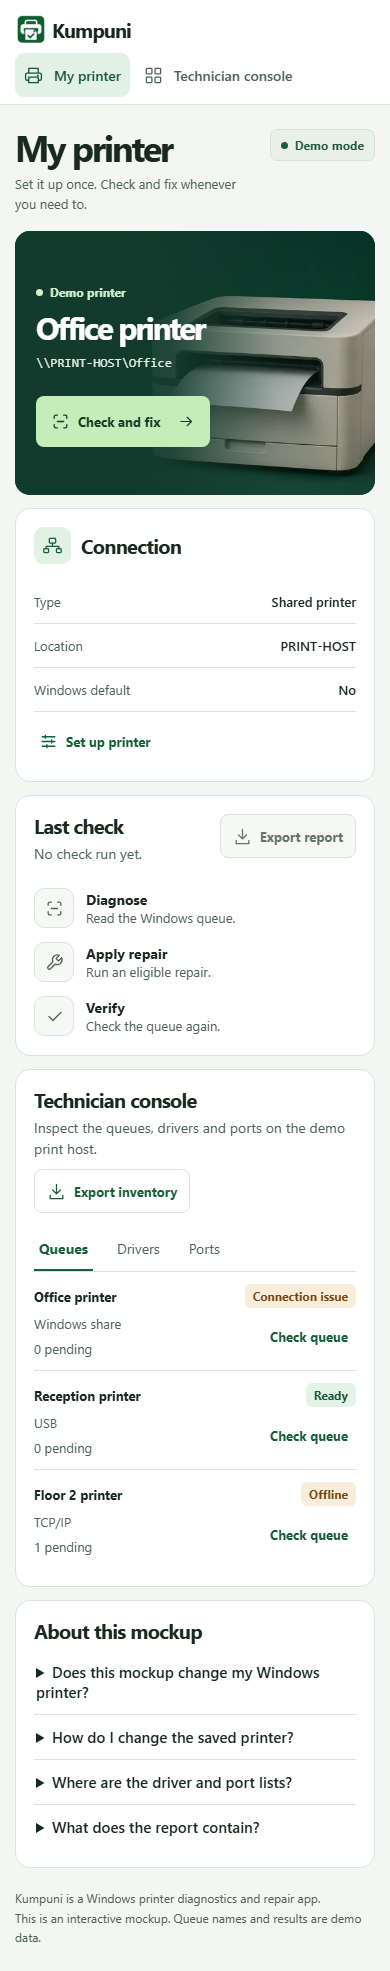 Kumpuni
My printer
Technician console
My printer
Demo mode
Set it up once. Check and fix whenever
you need to.
Demo printer
Office printer
\\PRINT-HOST\Office
Check and fix
Connection
Type
Shared printer
Location
PRINT-HOST
Windows default
No
Set up printer
Last check
No check run yet.
Export report
Diagnose
Read the Windows queue.
Apply repair
Run an eligible repair.
Verify
Check the queue again.
Technician console
Inspect the queues, drivers and ports on the demo
print host.
Export inventory
Queues
Drivers
Ports
Office printer
Connection issue
Windows share
0 pending
Check queue
Reception printer
Ready
USB
0 pending
Check queue
Floor 2 printer
Offline
TCP/IP
1 pending
Check queue
About this mockup
Does this mockup change my Windows
printer?
How do I change the saved printer?
Where are the driver and port lists?
What does the report contain?
Kumpuni is a Windows printer diagnostics and repair app.
This is an interactive mockup. Queue names and results are demo
data.